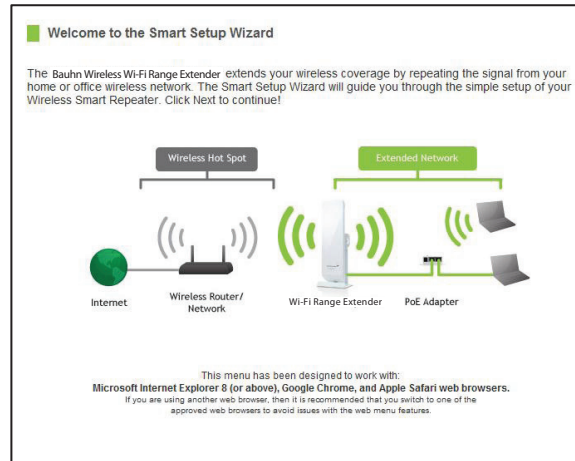 Welcome to the Smart Setup Wizard
The Bauhn Wireless Wi-Fi Range Extender extends your wireless coverage by repeating the signal from your
home or office wireless network. The Smart Setup Wizard will guide you through the simple setup of your
Wireless Smart Repeater. Click Next to continue!
Wireless Hot Spot
Extended Network
Internet
Wireless Router/
Network
Wi-Fi Range Extender
PoE Adapter
This menu has been designed to work with:
Microsoft Internet Explorer 8 (or above), Google Chrome, and Apple Safari web browsers.
If you are using another web browser, then it is recommended that you switch to one of the
approved web browsers to avoid issues with the web menu features.